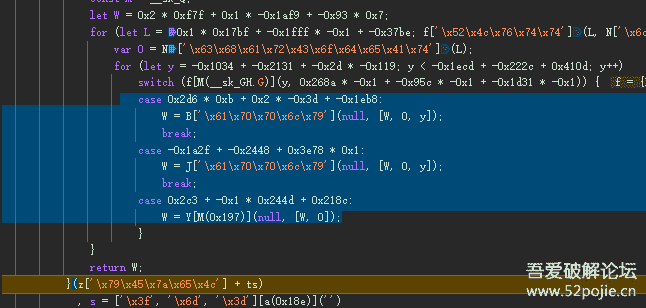 let W = 0x2 * 0xf7f + 0x1 * -0x1af9 + -0x93 * 0x7;
for (let L = 0x1 * 0x17bf + -0x1fff * -0x1 + -0x37be; f['\x52\x4c\x76\x74\x74'](L, N['\x6c
var O = N['\x63\x68\x61\x72\x43\x6f\x64\x65\x41\x74'](L);
for (let y = -0x1034 + -0x2131 + -0x2d * -0x119; y < -0x1ecd + -0x222c + 0x410d; y++)
switch (f[M(__sk_GH.G)](y, 0x268a * -0x1 + -0x95c * -0x1 + -0x1d31 * -0x1)) { f = {
case 0x2d6 * 0xb + 0x2 * -0x3d + -0x1eb8:
W = B['\x61\x70\x70\x6c\x79'](null, [W, O, y]);
break;
case -0x1a2f + -0x2448 + 0x3e78 * 0x1:
W = J['\x61\x70\x70\x6c\x79'](null, [W, O, y]);
break;
case 0x2c3 + -0x1 * 0x244d + 0x218c:
W = Y[M(0x197)](null, [W, O]);
}
}
return W;
}(z['\x79\x45\x7a\x65\x4c'] + ts)
, s = ['\x3f', '\x6d', '\x3d'][a(0x18e)]('')
吾爱破解论坛
www.52pojie.cn